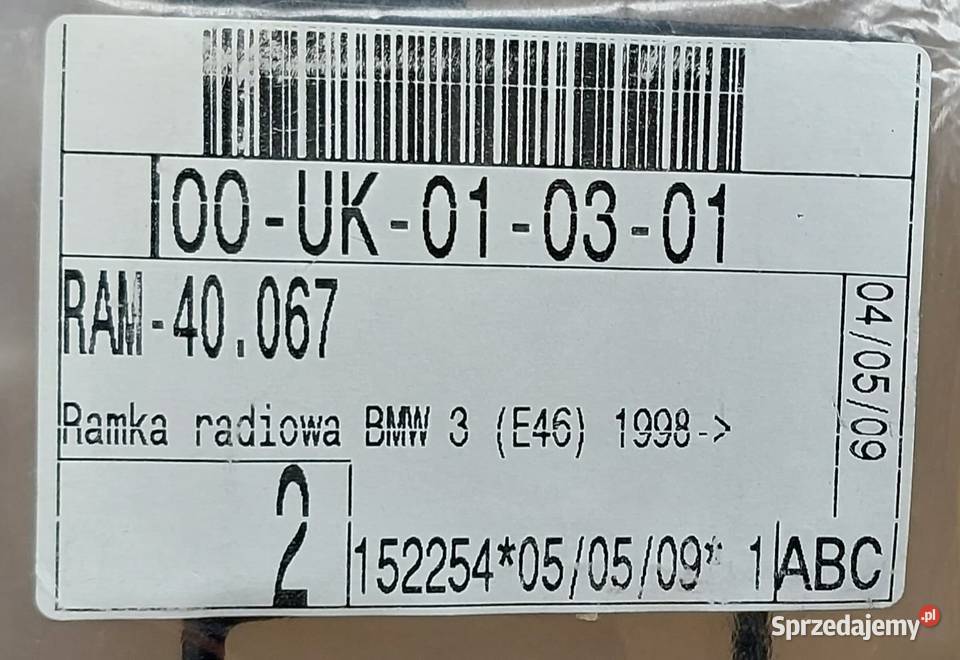 00-UK-01-03-01
RAM-40.067
04/05/09
Ramka radiowa BMW 3 (E46) 1998->
2
152254*05/05/09* 1
ABC
Sprzedajemy.pl